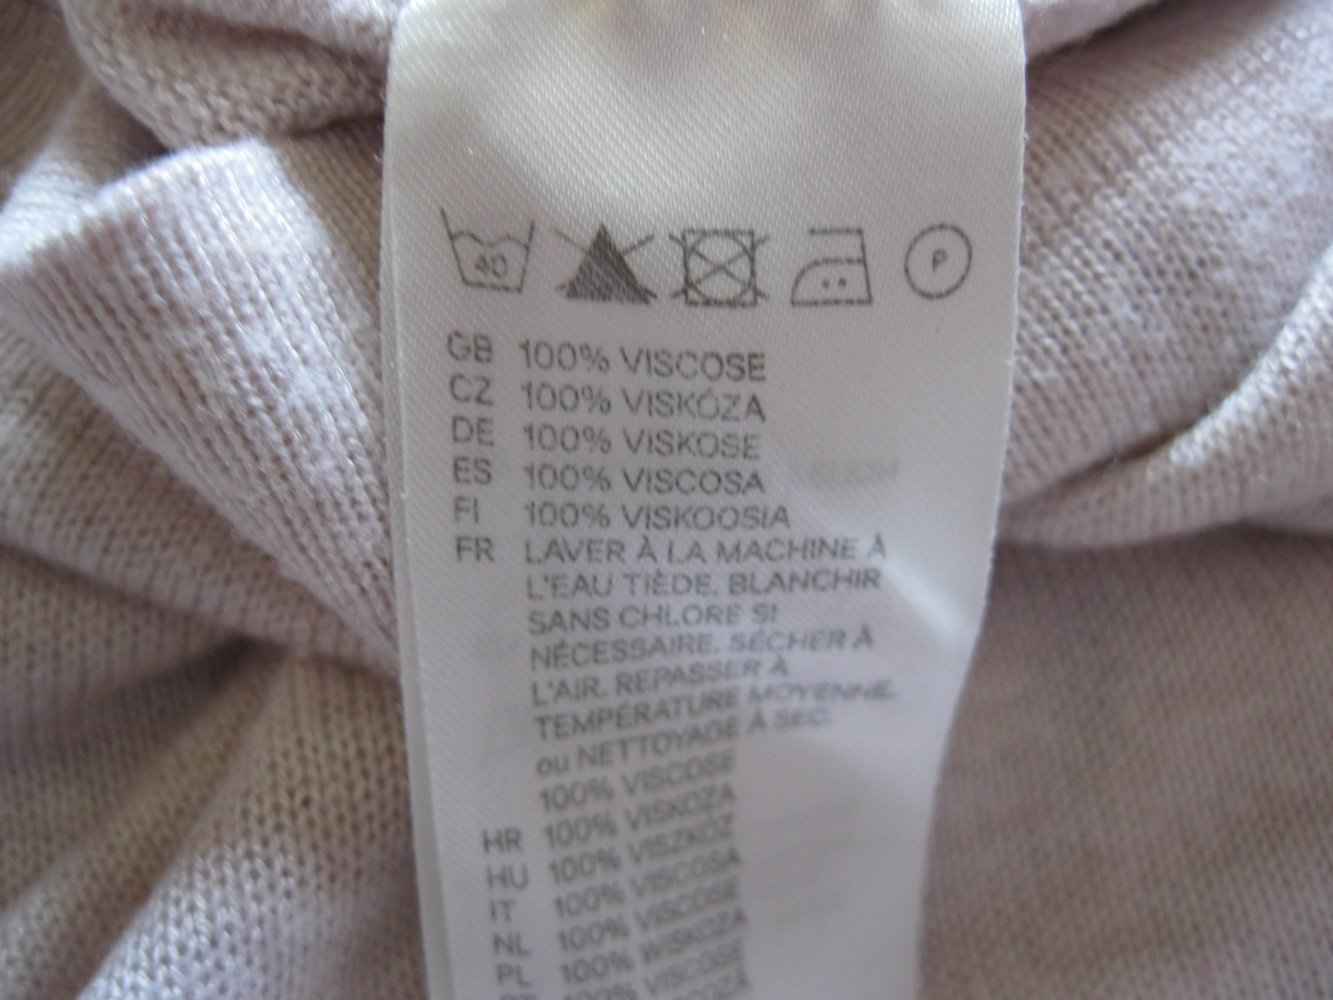 40 P
GB 100% VISCOSE
CZ 100% VISKÓZA
DE 100% VISKOSE
ES 100% VISCOSA
FI 100% VISKOOSIA
FR LAVER À LA MACHINE À
L'EAU TIÈDE. BLANCHIR
SANS CHLORE SI
NÉCESSAIRE. SÉCHER À
L'AIR. REPASSER À
TEMPÉRATURE MOYENNE.
ou NETTOYAGE À SEC.
100% VISCOSE
HR 100% VISKOZA
HU 100% VISZKÓZ
IT 100% VISCOSA
NL 100% VISCOSE
PL 100% WISKOZA
100% VISCOSE